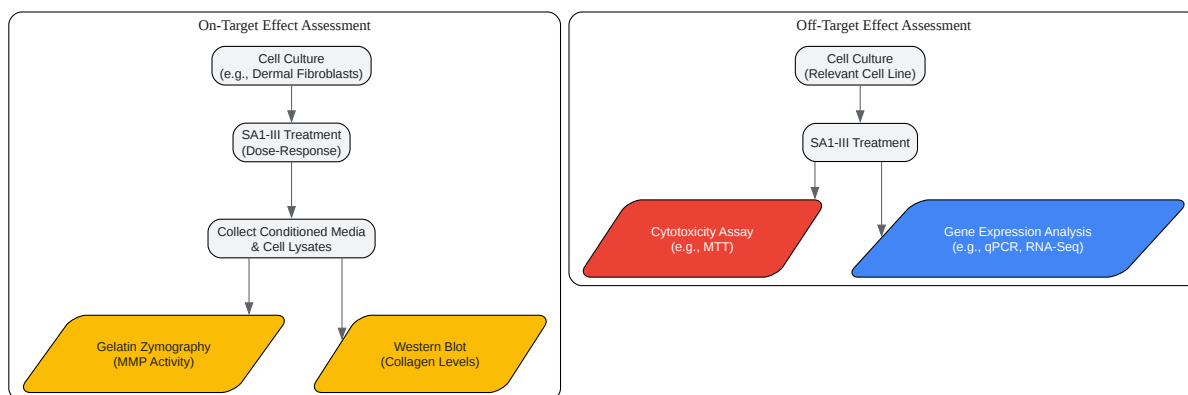 On-Target Effect Assessment
Cell Culture
(e.g., Dermal Fibroblasts)
SA1-III Treatment
(Dose-Response)
Collect Conditioned Media
& Cell Lysates
Gelatin Zymography
(MMP Activity)
Western Blot
(Collagen Levels)
Off-Target Effect Assessment
Cell Culture
(Relevant Cell Line)
SA1-III Treatment
Cytotoxicity Assay
(e.g., MTT)
Gene Expression Analysis
(e.g., qPCR, RNA-Seq)